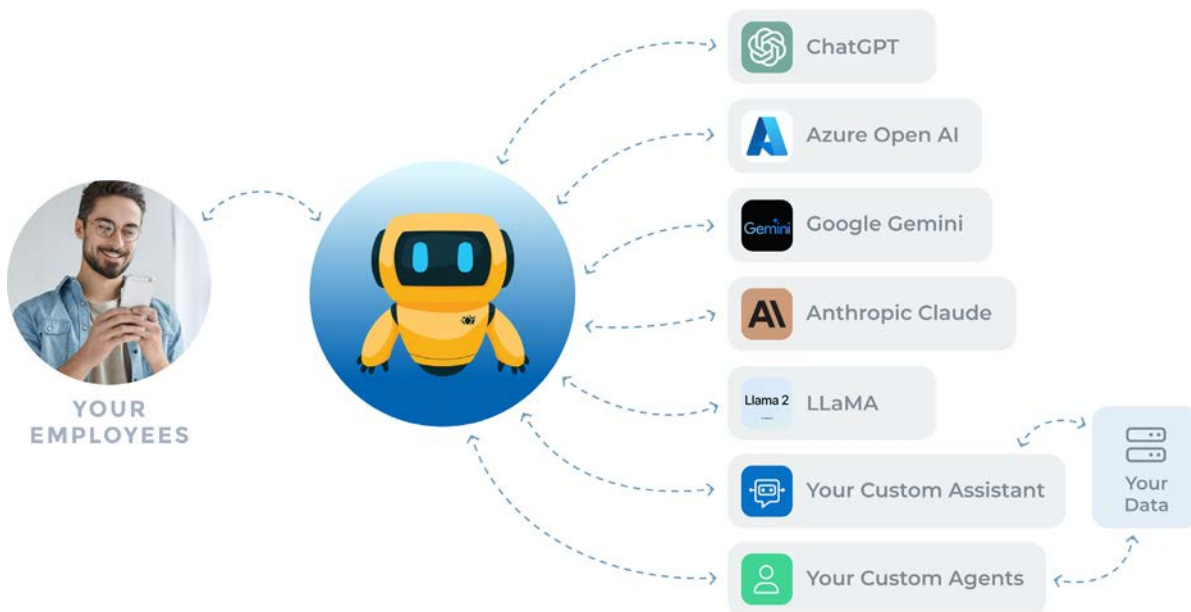 ChatGPT
Azure Open AI
Gemini
Google Gemini
Anthropic Claude
Llama 2
LLaMA
YOUR
EMPLOYEES
Your Custom Assistant
Your
Data
Your Custom Agents